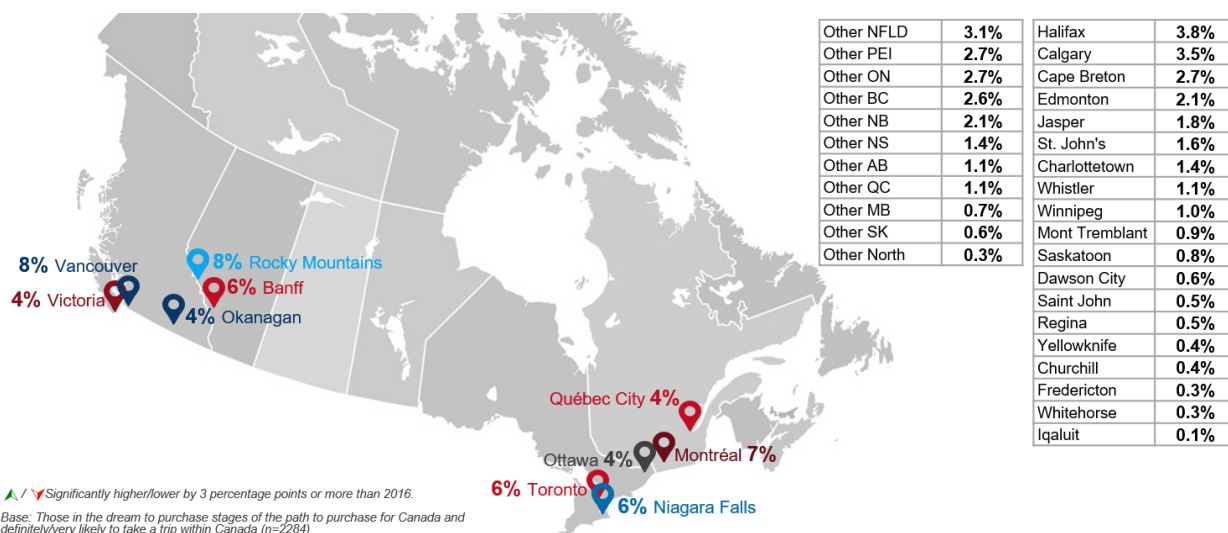 8% Vancouver
4% Victoria
8% Rocky Mountains
6% Banff
4% Okanagan
Québec City 4%
Ottawa 4%
Montréal 7%
6% Toronto
6% Niagara Falls
Other NFLD 3.1%
Other PEI 2.7%
Other ON 2.7%
Other BC 2.6%
Other NB 2.1%
Other NS 1.4%
Other AB 1.1%
Other QC 1.1%
Other MB 0.7%
Other SK 0.6%
Other North 0.3%
Halifax 3.8%
Calgary 3.5%
Cape Breton 2.7%
Edmonton 2.1%
Jasper 1.8%
St. John's 1.6%
Charlottetown 1.4%
Whistler 1.1%
Winnipeg 1.0%
Mont Tremblant 0.9%
Saskatoon 0.8%
Dawson City 0.6%
Saint John 0.5%
Regina 0.5%
Yellowknife 0.4%
Churchill 0.4%
Fredericton 0.3%
Whitehorse 0.3%
Iqaluit 0.1%
/ Significantly higher/lower by 3 percentage points or more than 2016.
Base: Those in the dream to purchase stages of the path to purchase for Canada and
definitely/very likely to take a trip within Canada (n=2284)